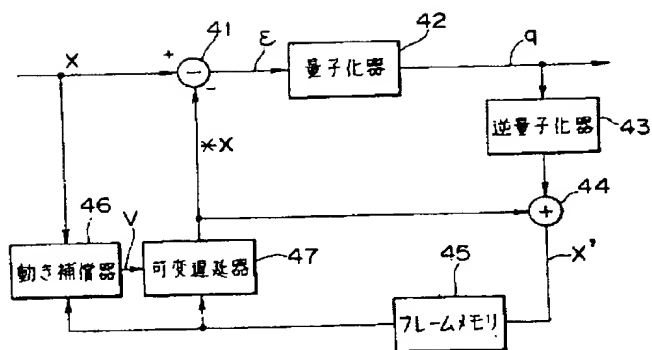 X
+
41
−
−
ε
42
量子化器
q
逆量子化器
43
*X
44
+
X'
46
V
動き補償器
可変遅延器
47
45
フレームメモリ